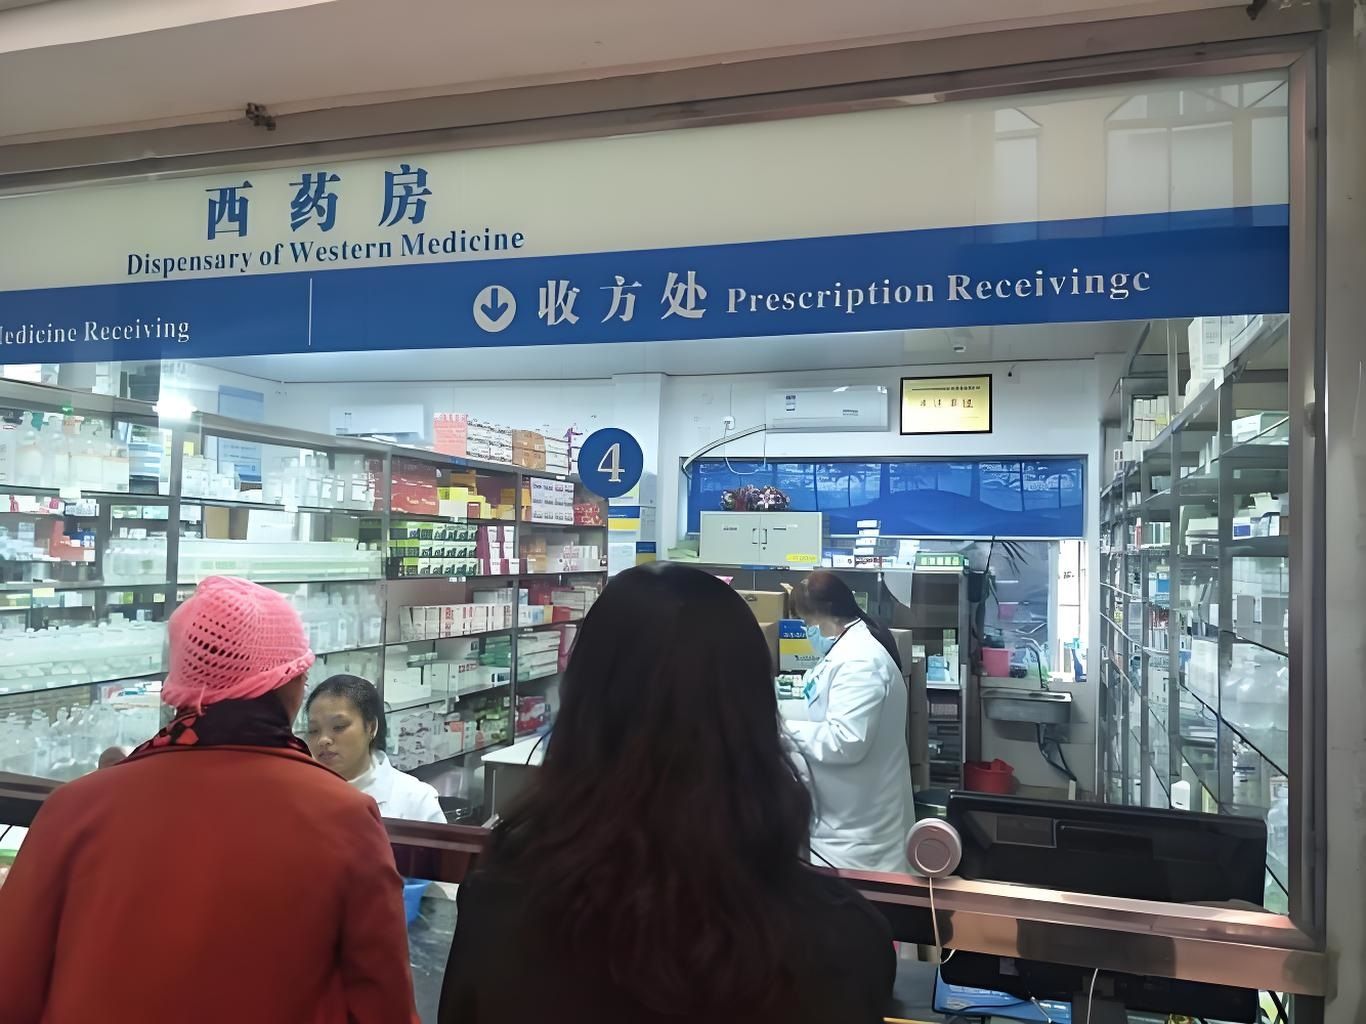 西药房
Dispensary of Western Medicine
Medicine Receiving
收方处 Prescription Receivingc
4